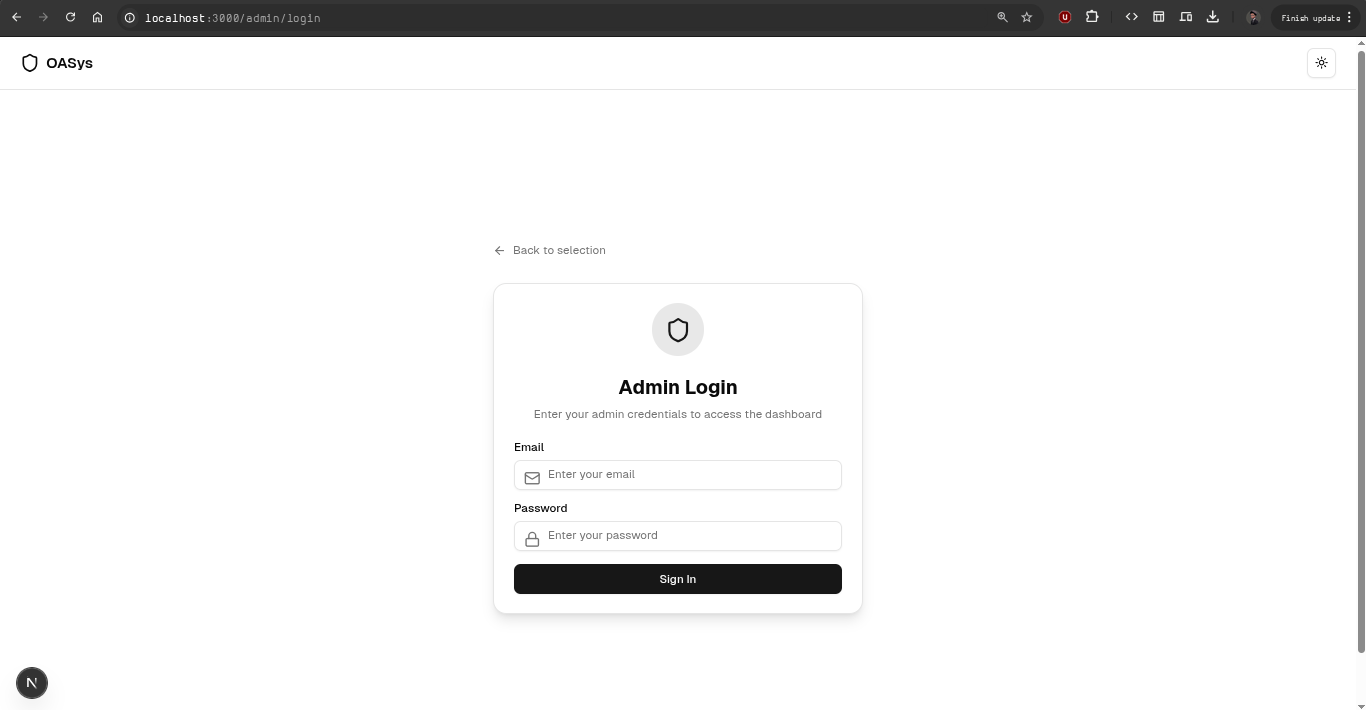 localhost:3000/admin/login
U
Finish update
OASys
Back to selection
Admin Login
Enter your admin credentials to access the dashboard
Email
Enter your email
Password
Enter your password
Sign In
N